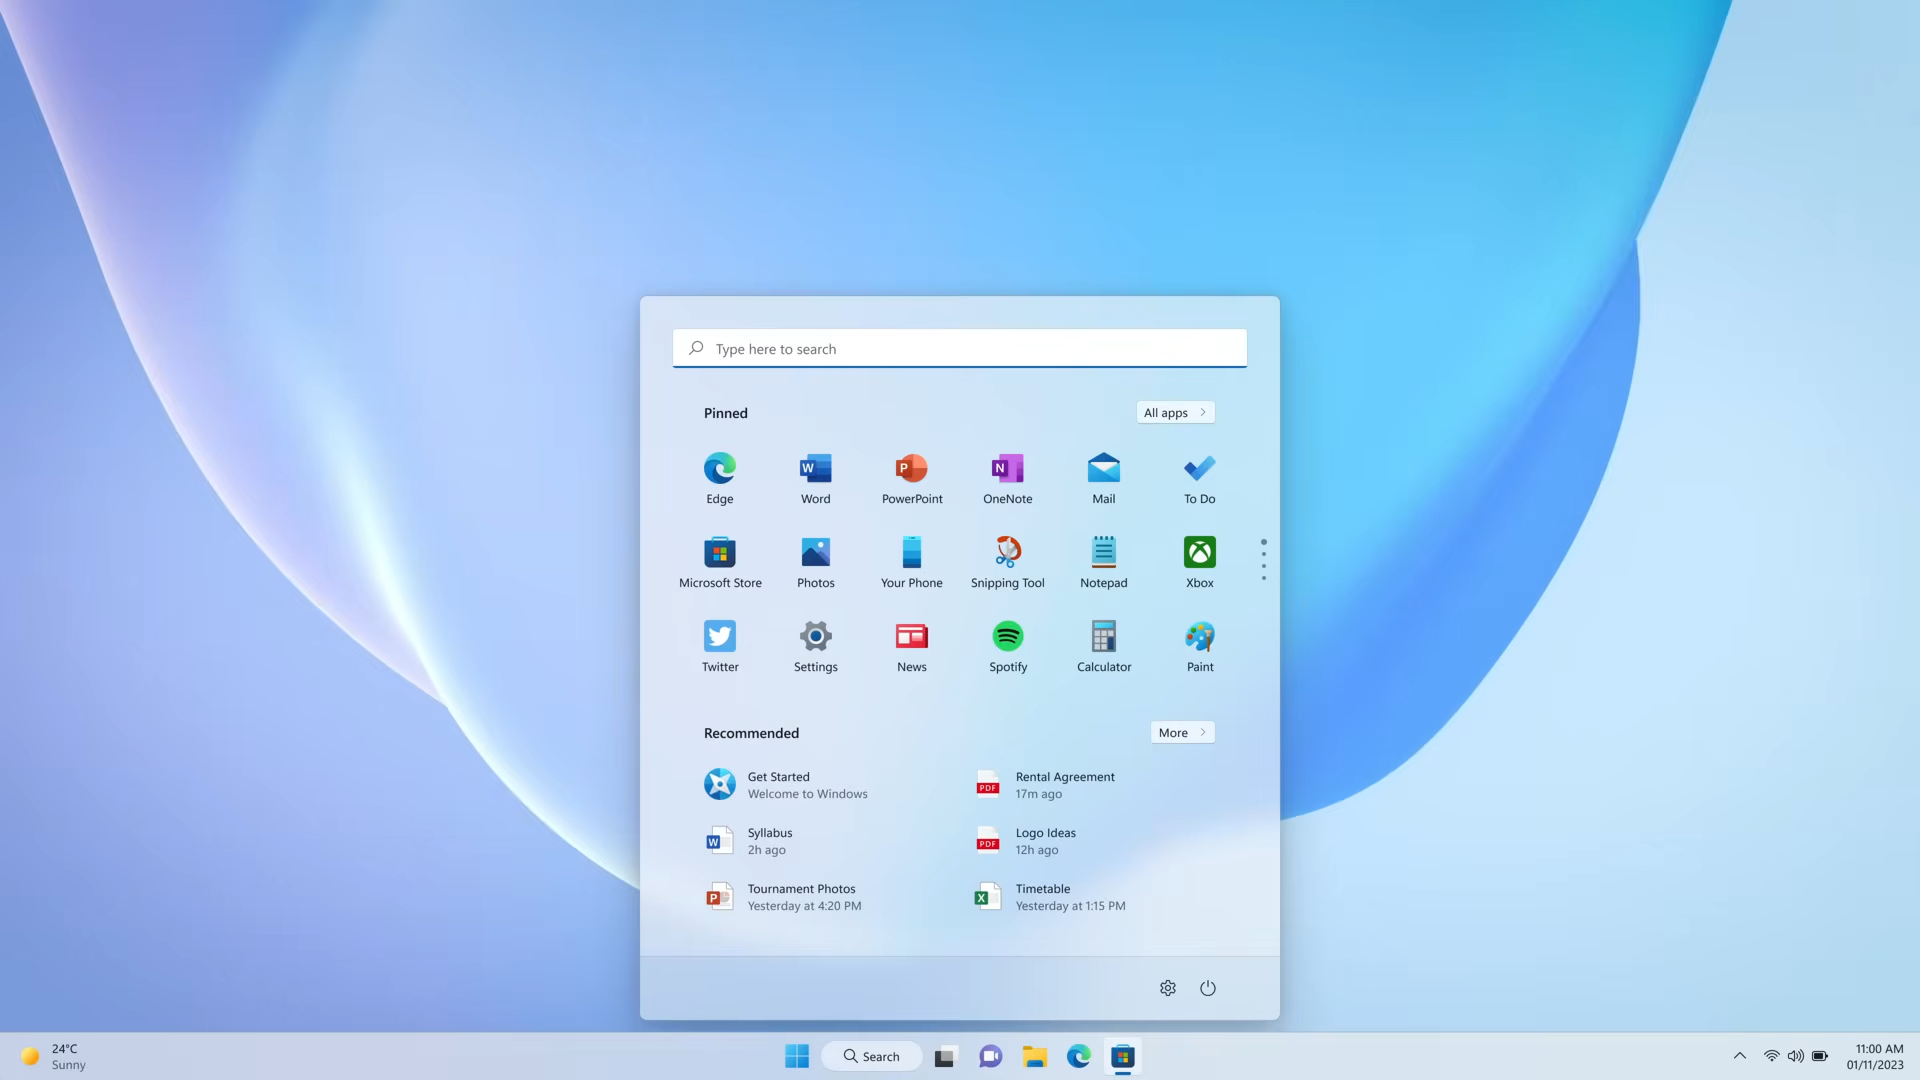 Type here to search
Pinned
All apps
Edge
Word
PowerPoint
OneNote
Mail
To Do
Microsoft Store
Photos
Your Phone
Snipping Tool
Notepad
Xbox
Twitter
Settings
News
Spotify
Calculator
Paint
Recommended
More
Get Started
Welcome to Windows
Rental Agreement
17m ago
Syllabus
2h ago
Logo Ideas
12h ago
Tournament Photos
Yesterday at 4:20 PM
Timetable
Yesterday at 1:15 PM
24°C
Sunny
Search
11:00 AM
01/11/2023
W
P
N
PDF
W
PDF
P
X